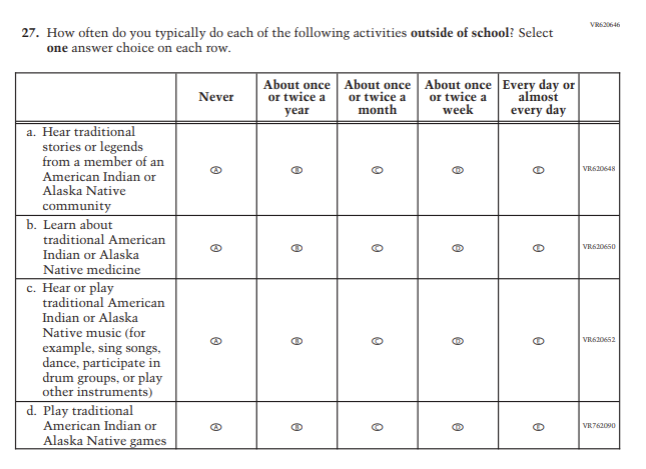 VR620646
27. How often do you typically do each of the following activities outside of school? Select
one answer choice on each row.
Never
About once
or twice a
year
About once
or twice a
month
About once
or twice a
week
Every day or
almost
every day
a. Hear traditional
stories or legends
from a member of an
American Indian or
Alaska Native
community
A B C D E VR620648
b. Learn about
traditional American
Indian or Alaska
Native medicine
A B C D E VR620650
c. Hear or play
traditional American
Indian or Alaska
Native music (for
example, sing songs,
dance, participate in
drum groups, or play
other instruments)
A B C D E VR620652
d. Play traditional
American Indian or
Alaska Native games
A B C D E VR762090